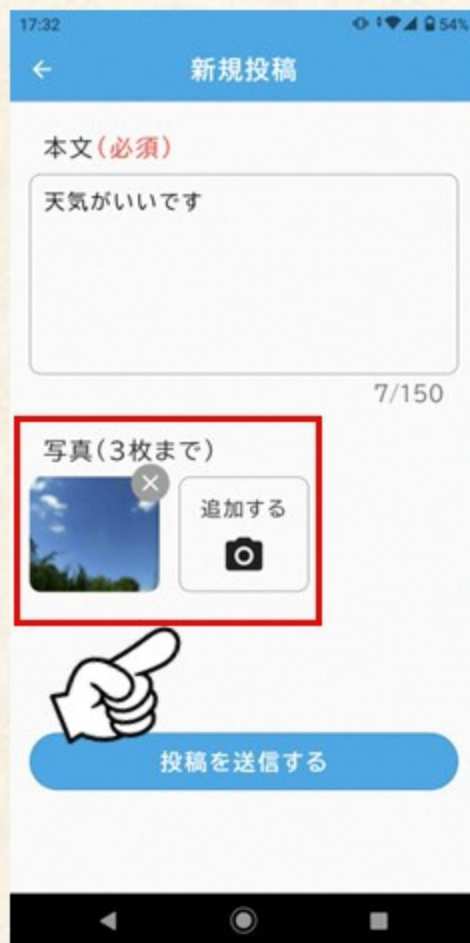 17:32
54%
新規投稿
本文(必須)
天気がいいです
7/150
写真(3枚まで)
追加する
投稿を送信する